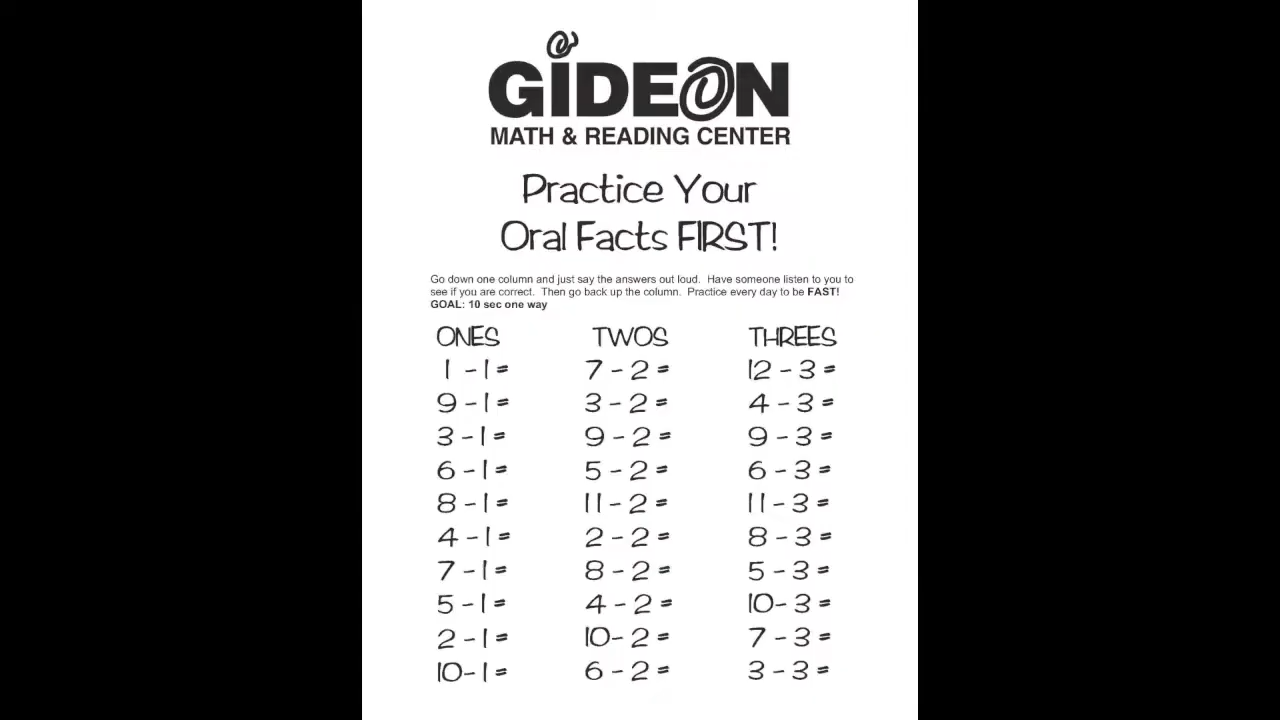 GIDEON
MATH & READING CENTER
Practice Your
Oral Facts FIRST!
Go down one column and just say the answers out loud.  Have someone listen to you to
see if you are correct.  Then go back up the column.  Practice every day to be FAST!
GOAL: 10 sec one way
ONES TWOS THREES
1 - 1 = 7 - 2 = 12 - 3 =
9 - 1 = 3 - 2 = 4 - 3 =
3 - 1 = 9 - 2 = 9 - 3 =
6 - 1 = 5 - 2 = 6 - 3 =
8 - 1 = 11 - 2 = 11 - 3 =
4 - 1 = 2 - 2 = 8 - 3 =
7 - 1 = 8 - 2 = 5 - 3 =
5 - 1 = 4 - 2 = 10- 3 =
2 - 1 = 10- 2 = 7 - 3 =
10- 1 = 6 - 2 = 3 - 3 =